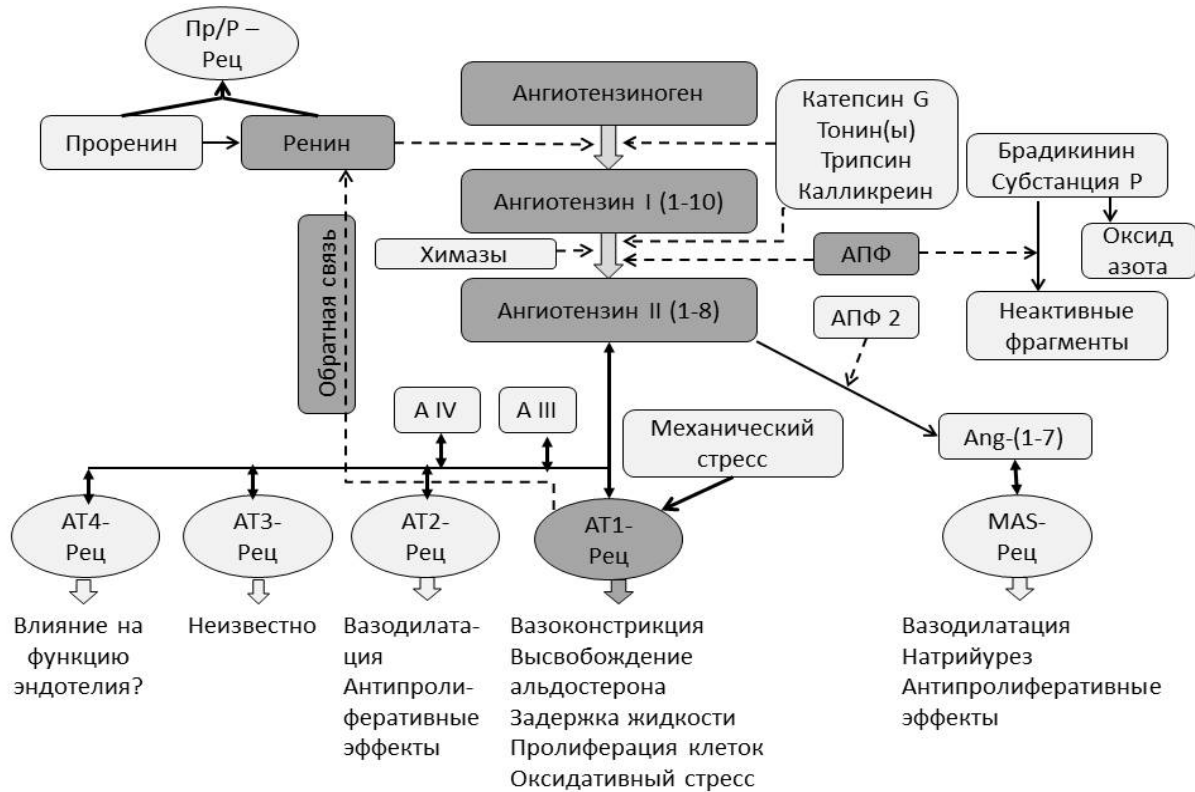 Пр/Р –
Рец
Ангиотензиноген
Катепсин G
Тонин(ы)
Трипсин
Калликреин
Проренин
Ренин
Брадикинин
Субстанция Р
Ангиотензин I (1-10)
Оксид
азота
Химазы
АПФ
Обратная связь
Ангиотензин II (1-8)
АПФ 2
Неактивные
фрагменты
A IV
A III
Механический
стресс
Ang-(1-7)
АТ4-
Рец
АТ3-
Рец
АТ2-
Рец
АТ1-
Рец
MAS-
Рец
Влияние на
функцию
эндотелия?
Неизвестно
Вазодилата-
ция
Антипроли-
феративные
эффекты
Вазоконстрикция
Высвобождение
альдостерона
Задержка жидкости
Пролиферация клеток
Оксидативный стресс
Вазодилатация
Натрийурез
Антипролиферативные
эффекты